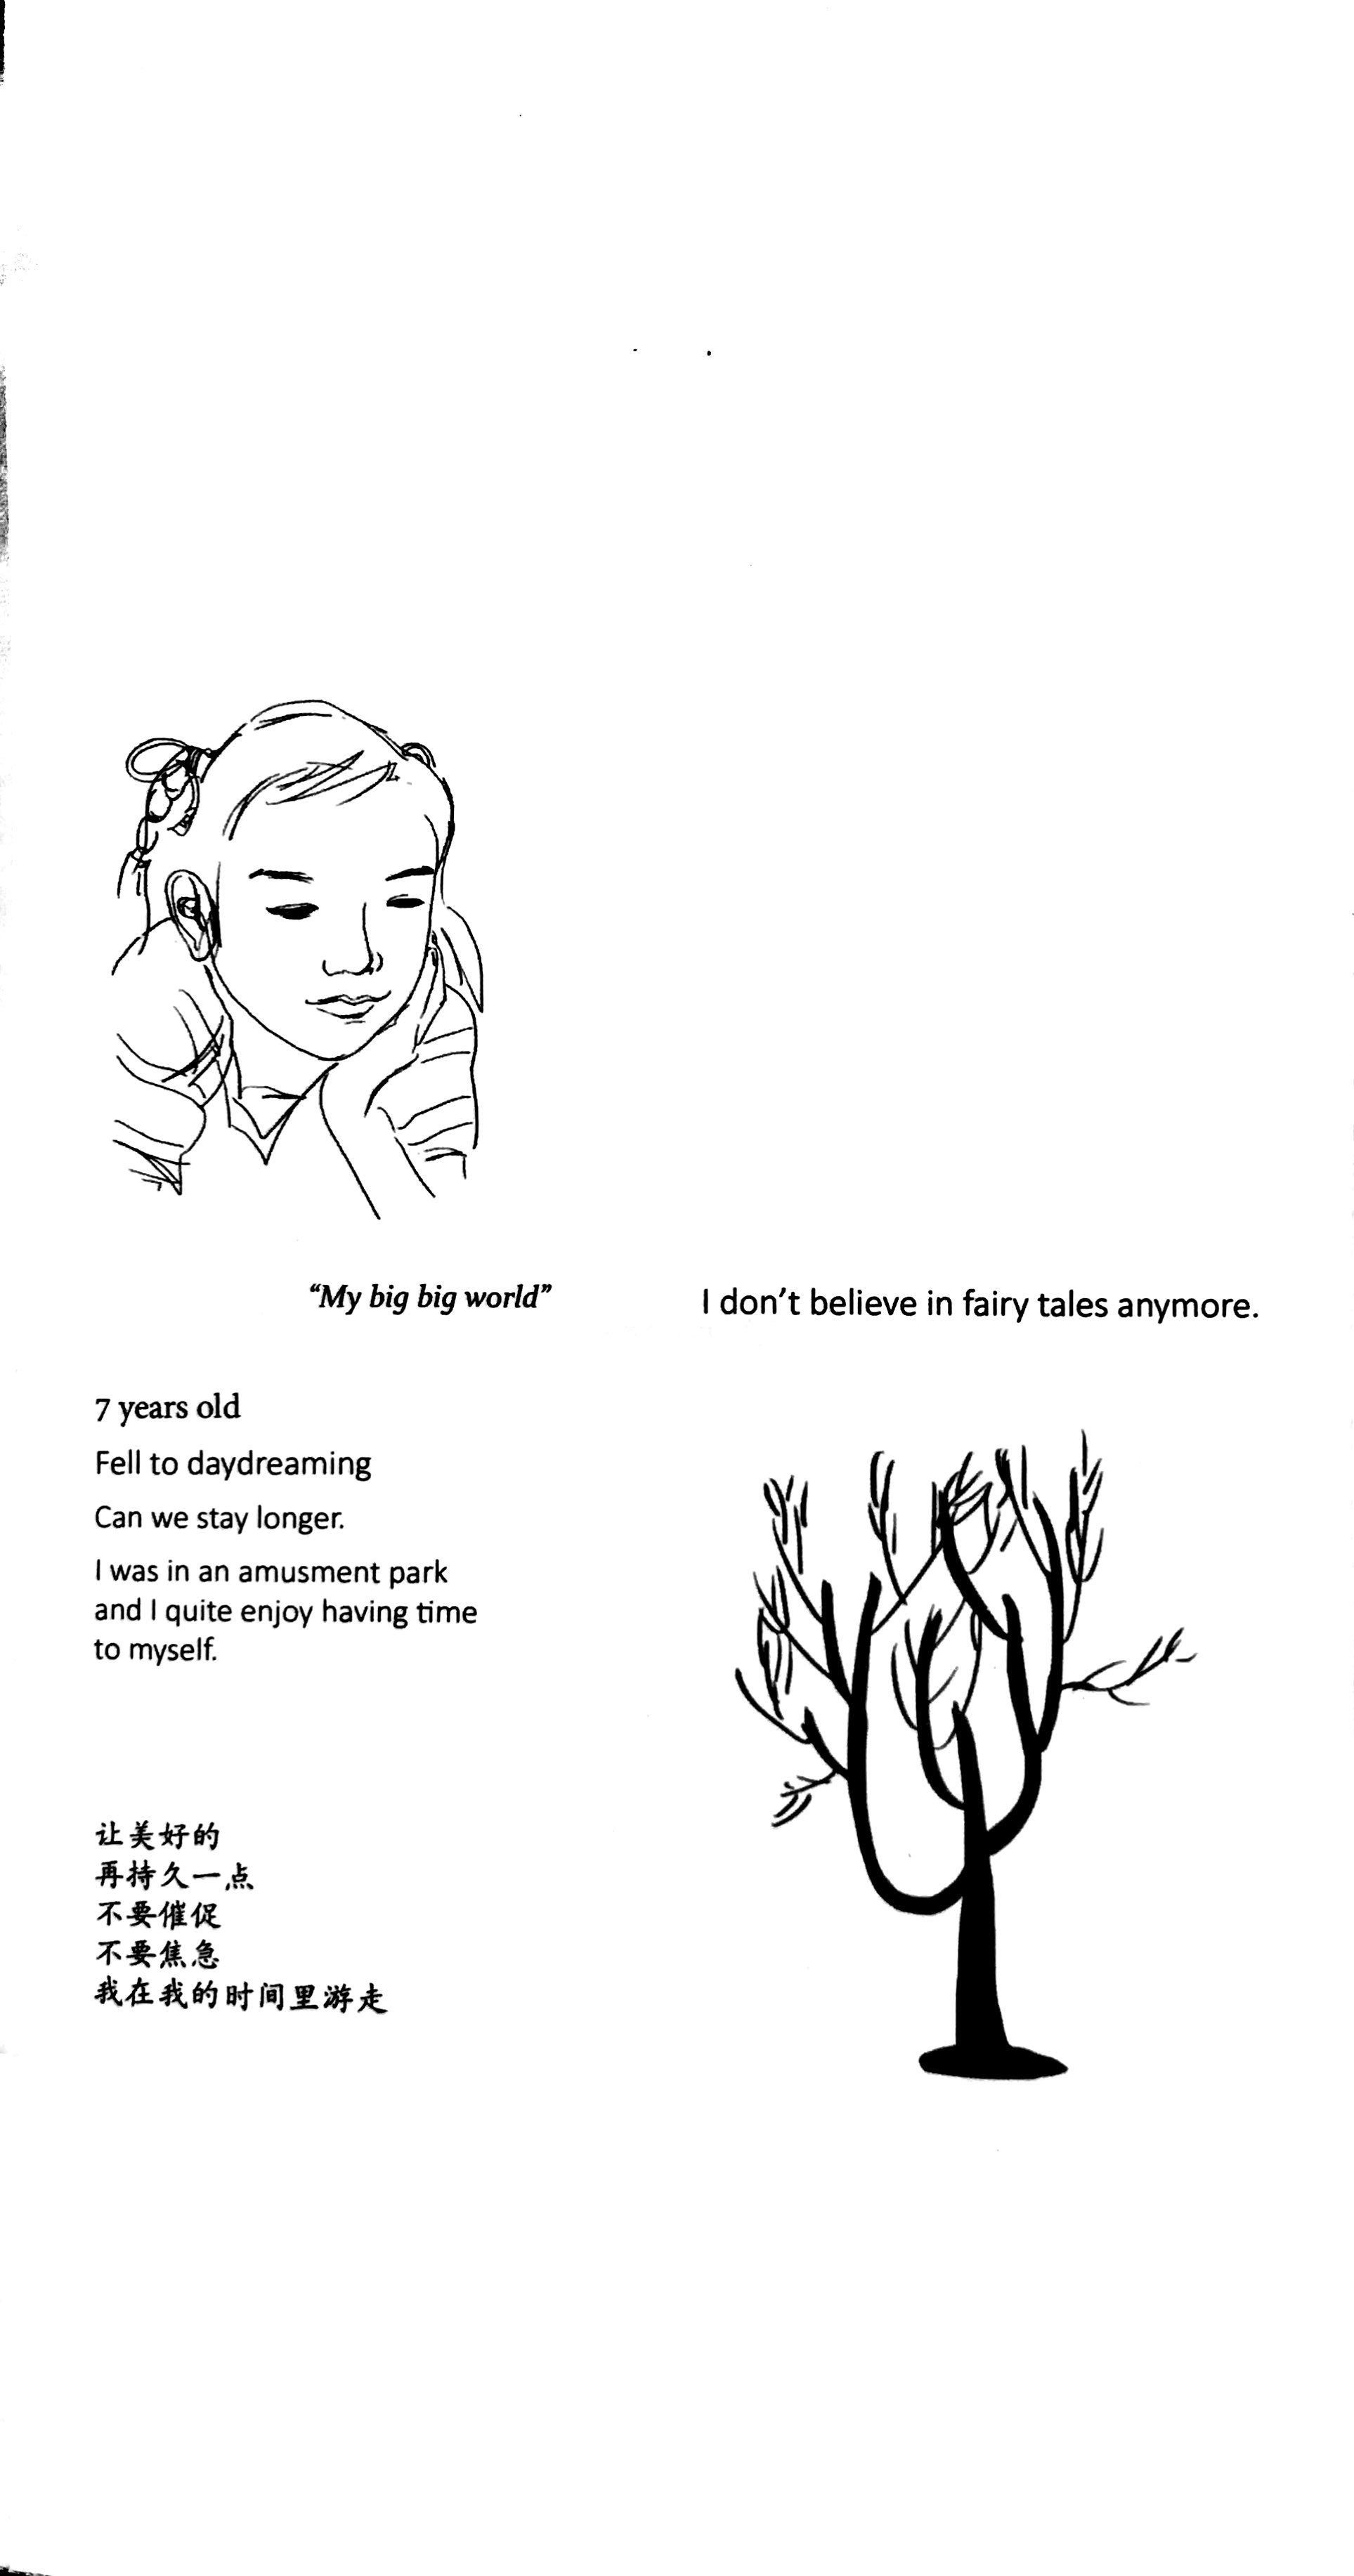 “My big big world”
7 years old
Fell to daydreaming
Can we stay longer.
I was in an amusment park
and I quite enjoy having time
to myself.
让美好的
再持久一点
不要催促
不要焦急
我在我的时间里游走
I don’t believe in fairy tales anymore.